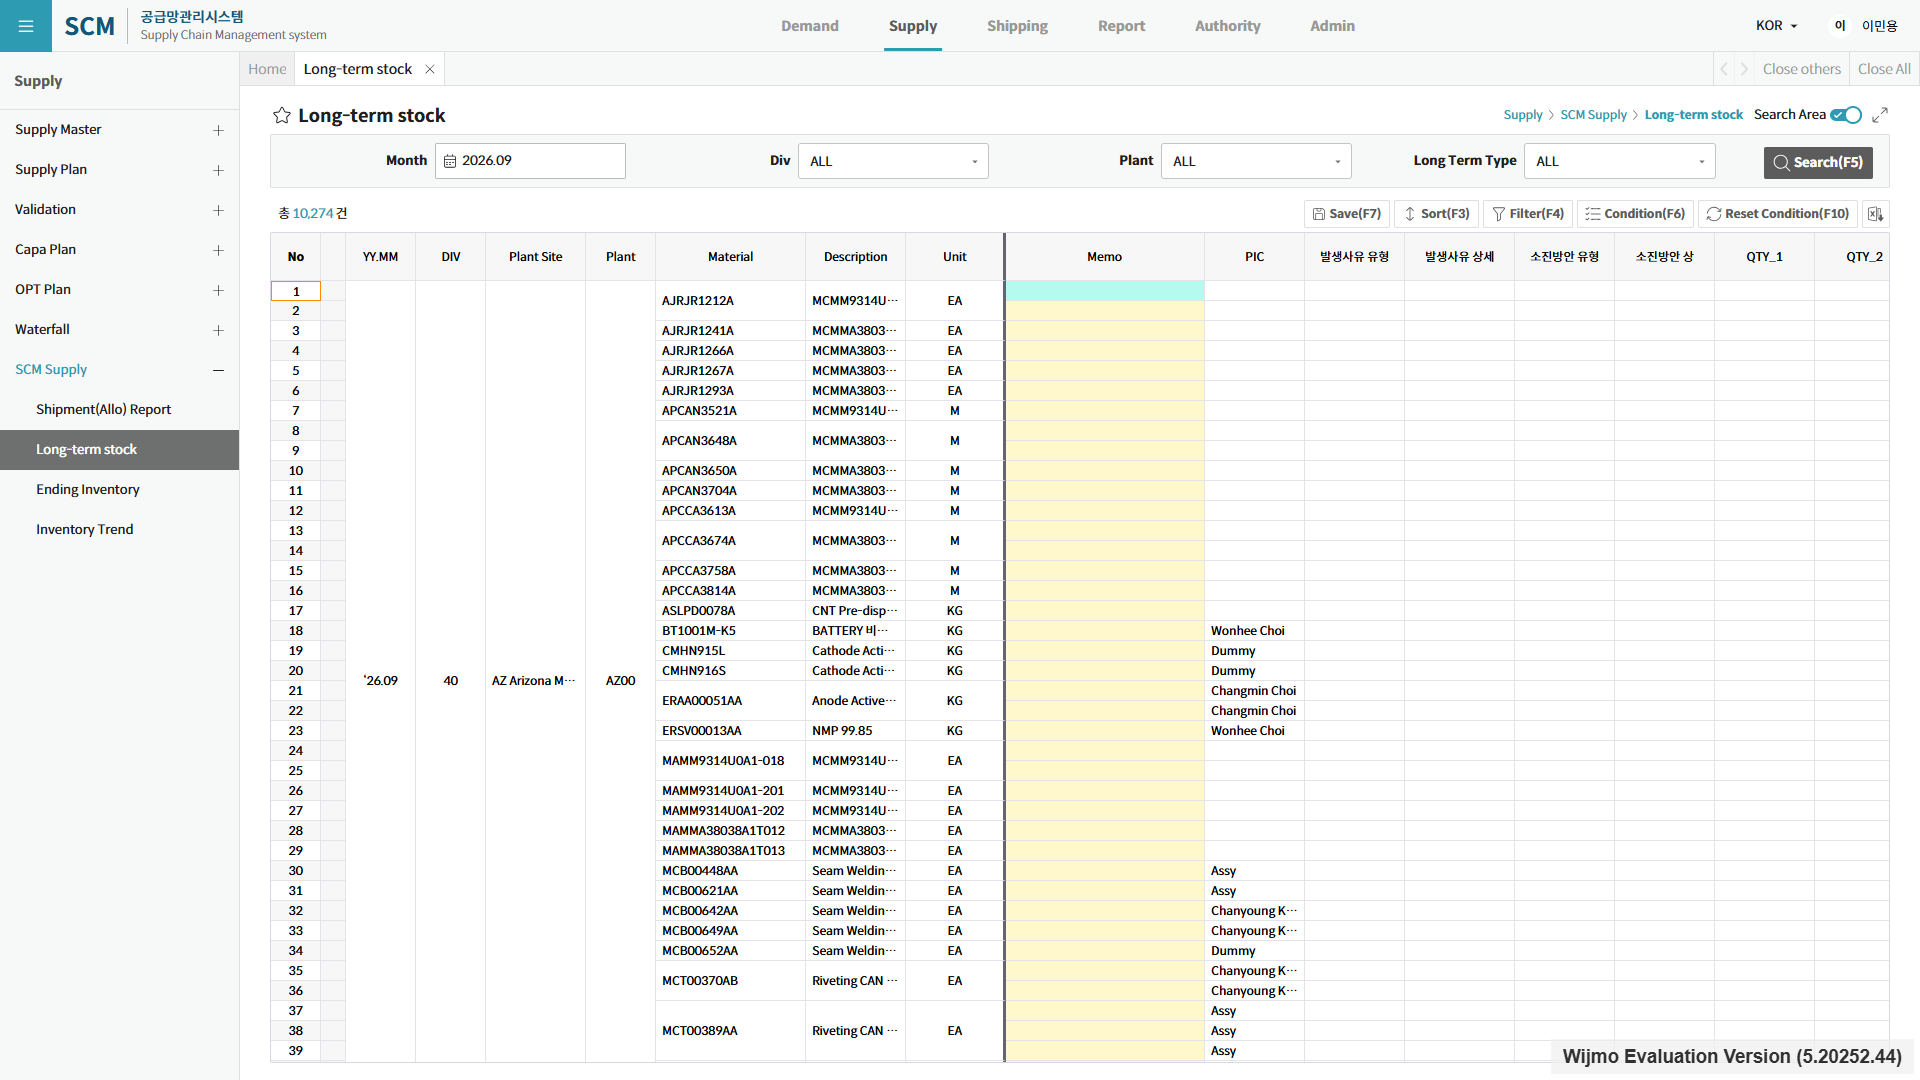 SCM
공급망관리시스템
Supply Chain Management system
Demand
Supply
Shipping
Report
Authority
Admin
KOR
이
이민용
Supply
Supply Master
Supply Plan
Validation
Capa Plan
OPT Plan
Waterfall
SCM Supply
Shipment(Allo) Report
Long-term stock
Ending Inventory
Inventory Trend
Home
Long-term stock
Close others
Close All
Long-term stock
Supply > SCM Supply > Long-term stock
Search Area
Month 2026.09
Div ALL
Plant ALL
Long Term Type ALL
Search(F5)
총 10,274 건
Save(F7)
Sort(F3)
Filter(F4)
Condition(F6)
Reset Condition(F10)
No YY.MM DIV Plant Site Plant Material Description Unit Memo PIC 발생사유 유형 발생사유 상세 소진방안 유형 소진방안 상 QTY_1 QTY_2
'26.09 40 AZ Arizona M··· AZ00
1 AJRJR1212A MCMM9314U··· EA
2
3 AJRJR1241A MCMMA3803··· EA
4 AJRJR1266A MCMMA3803··· EA
5 AJRJR1267A MCMMA3803··· EA
6 AJRJR1293A MCMMA3803··· EA
7 APCAN3521A MCMM9314U··· M
8 APCAN3648A MCMMA3803··· M
9
10 APCAN3650A MCMMA3803··· M
11 APCAN3704A MCMMA3803··· M
12 APCCA3613A MCMM9314U··· M
13 APCCA3674A MCMMA3803··· M
14
15 APCCA3758A MCMMA3803··· M
16 APCCA3814A MCMMA3803··· M
17 ASLPD0078A CNT Pre-disp··· KG
18 BT1001M-K5 BATTERY 비··· KG Wonhee Choi
19 CMHN915L Cathode Acti··· KG Dummy
20 CMHN916S Cathode Acti··· KG Dummy
21 ERAA00051AA Anode Active··· KG Changmin Choi
22 Changmin Choi
23 ERSV00013AA NMP 99.85 KG Wonhee Choi
24 MAMM9314U0A1-018 MCMM9314U··· EA
25
26 MAMM9314U0A1-201 MCMM9314U··· EA
27 MAMM9314U0A1-202 MCMM9314U··· EA
28 MAMMA38038A1T012 MCMMA3803··· EA
29 MAMMA38038A1T013 MCMMA3803··· EA
30 MCB00448AA Seam Weldin··· EA Assy
31 MCB00621AA Seam Weldin··· EA Assy
32 MCB00642AA Seam Weldin··· EA Chanyoung K···
33 MCB00649AA Seam Weldin··· EA Chanyoung K···
34 MCB00652AA Seam Weldin··· EA Dummy
35 MCT00370AB Riveting CAN ··· EA Chanyoung K···
36 Chanyoung K···
37 MCT00389AA Riveting CAN ··· EA Assy
38 Assy
39 Assy
Wijmo Evaluation Version (5.20252.44)